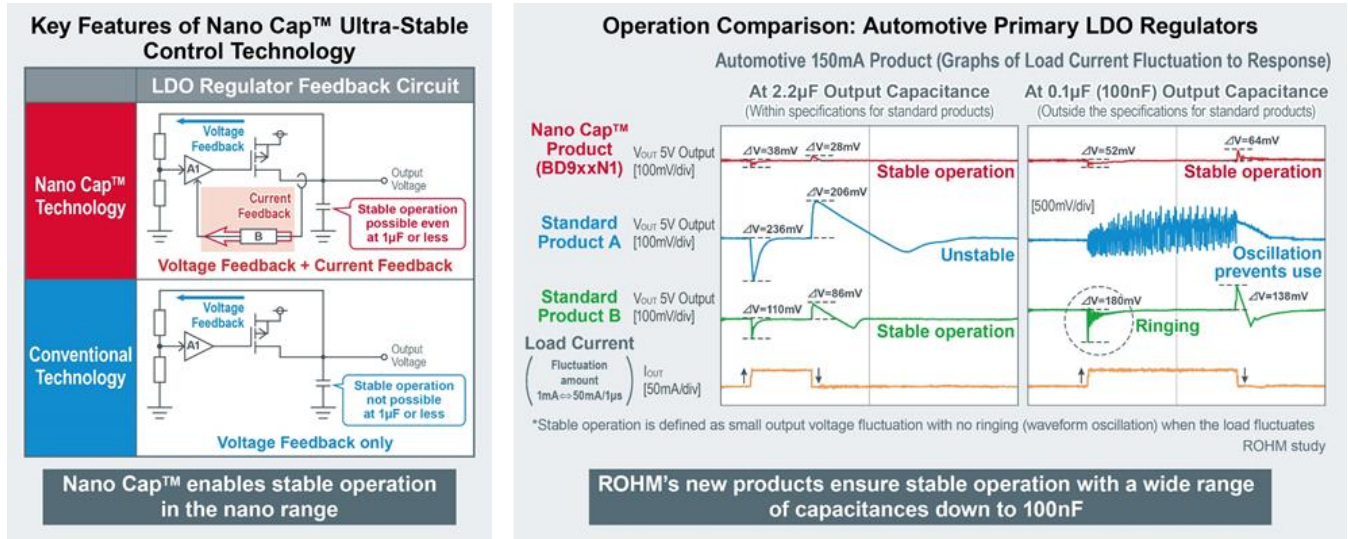 Key Features of Nano Cap™ Ultra-Stable
Control Technology
LDO Regulator Feedback Circuit
Nano Cap™
Technology
Voltage
Feedback
A1
Current
Feedback
B
Output
Voltage
Stable operation
possible even
at 1μF or less
Voltage Feedback + Current Feedback
Conventional
Technology
Voltage
Feedback
A1
Output
Voltage
Stable operation
not possible
at 1μF or less
Voltage Feedback only
Nano Cap™ enables stable operation
in the nano range
Operation Comparison: Automotive Primary LDO Regulators
Automotive 150mA Product (Graphs of Load Current Fluctuation to Response)
At 2.2μF Output Capacitance
(Within specifications for standard products)
At 0.1μF (100nF) Output Capacitance
(Outside the specifications for standard products)
Nano Cap™
Product
(BD9xxN1)
VOUT 5V Output
[100mV/div]
⊿V=38mV
⊿V=28mV
Stable operation
⊿V=52mV
⊿V=64mV
Stable operation
Standard
Product A
VOUT 5V Output
[100mV/div]
⊿V=236mV
⊿V=206mV
Unstable
[500mV/div]
Oscillation
prevents use
Standard
Product B
VOUT 5V Output
[100mV/div]
⊿V=110mV
⊿V=86mV
Stable operation
⊿V=180mV
Ringing
⊿V=138mV
Load Current
Fluctuation
amount
1mA⇔50mA/1μs
IOUT
[50mA/div]
*Stable operation is defined as small output voltage fluctuation with no ringing (waveform oscillation) when the load fluctuates
ROHM study
ROHM's new products ensure stable operation with a wide range
of capacitances down to 100nF